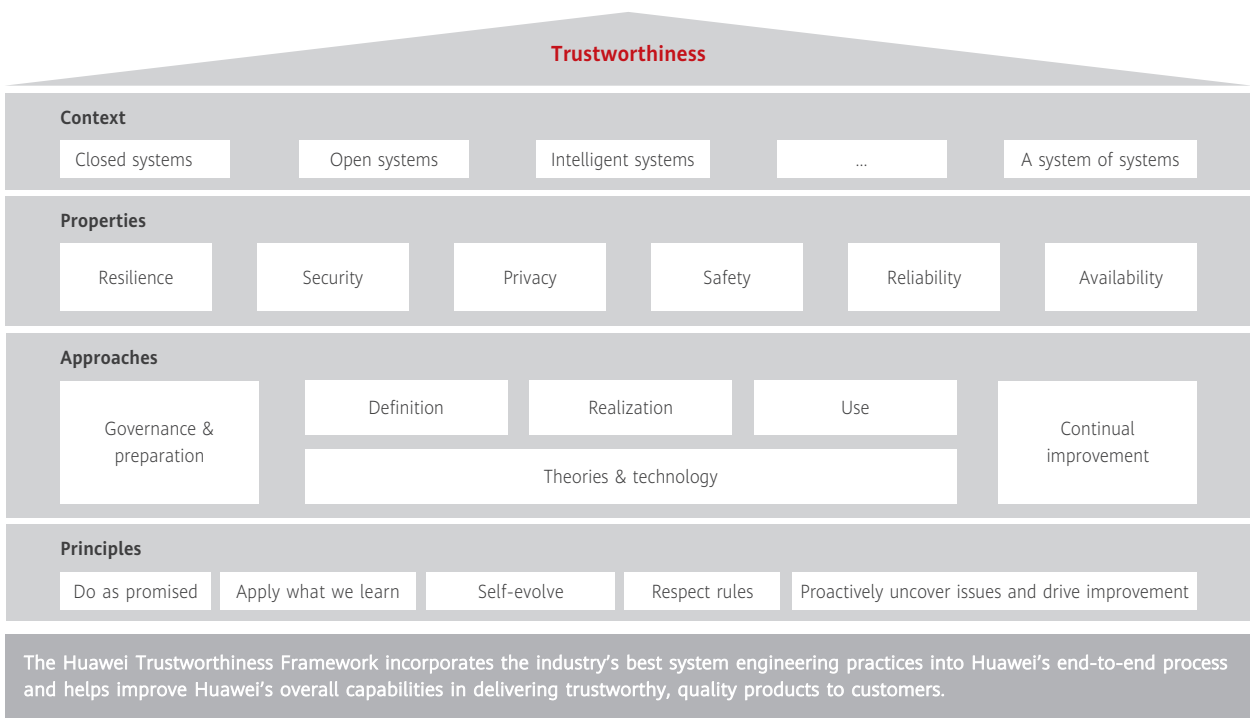 Trustworthiness
Context
Closed systems
Open systems
Intelligent systems
...
A system of systems
Properties
Resilience
Security
Privacy
Safety
Reliability
Availability
Approaches
Governance &
preparation
Definition
Realization
Use
Theories & technology
Continual
improvement
Principles
Do as promised
Apply what we learn
Self-evolve
Respect rules
Proactively uncover issues and drive improvement
The Huawei Trustworthiness Framework incorporates the industry’s best system engineering practices into Huawei’s end-to-end process
and helps improve Huawei’s overall capabilities in delivering trustworthy, quality products to customers.